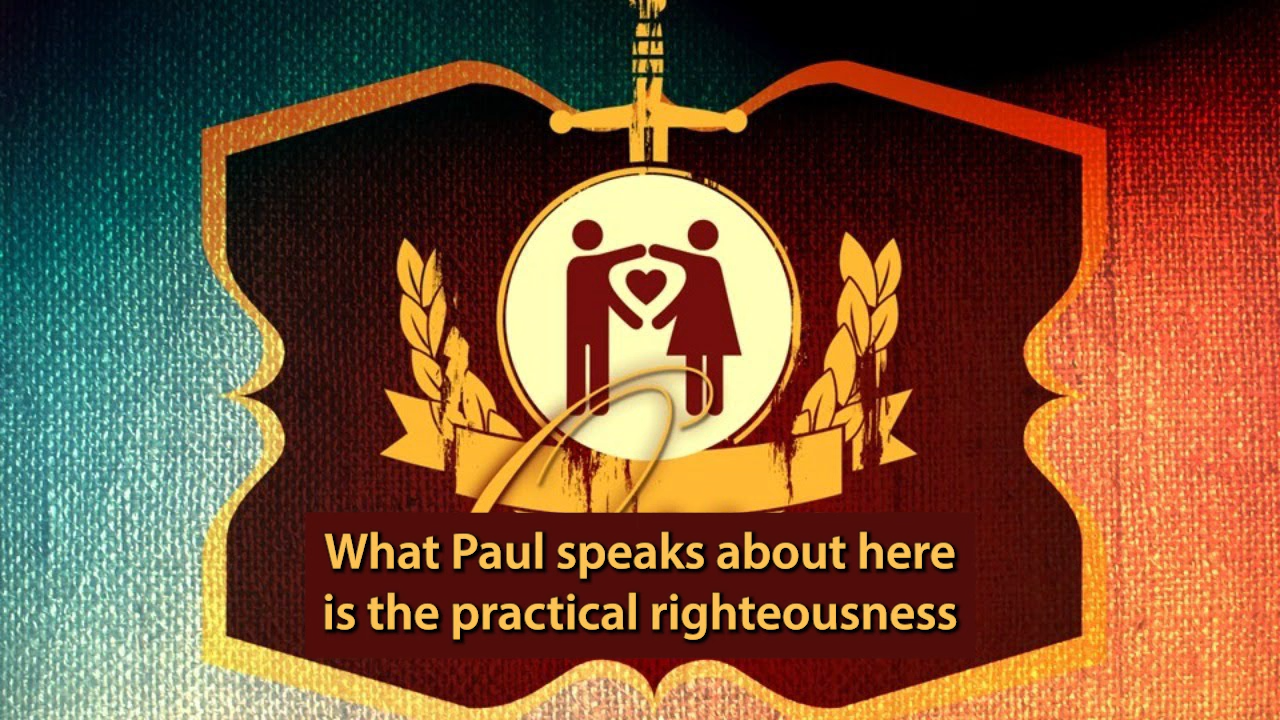 What Paul speaks about here
is the practical righteousness